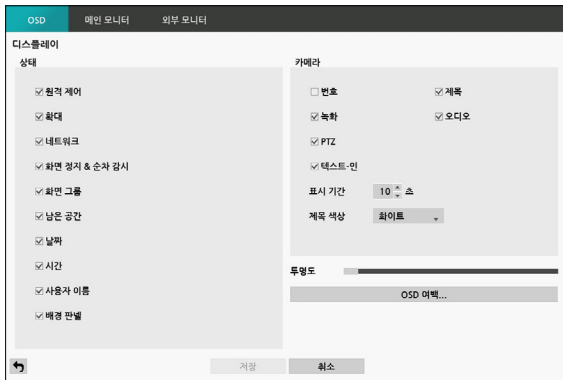 OSD 메인 모니터 외부 모니터
디스플레이
상태
원격 제어
확대
네트워크
화면 정지 & 순차 감시
화면 그룹
남은 공간
날짜
시간
사용자 이름
배경 판넬
카메라
번호 제목
녹화 오디오
PTZ
텍스트-인
표시 기간 10 초
제목 색상 화이트
투명도
OSD 여백...
저장 취소